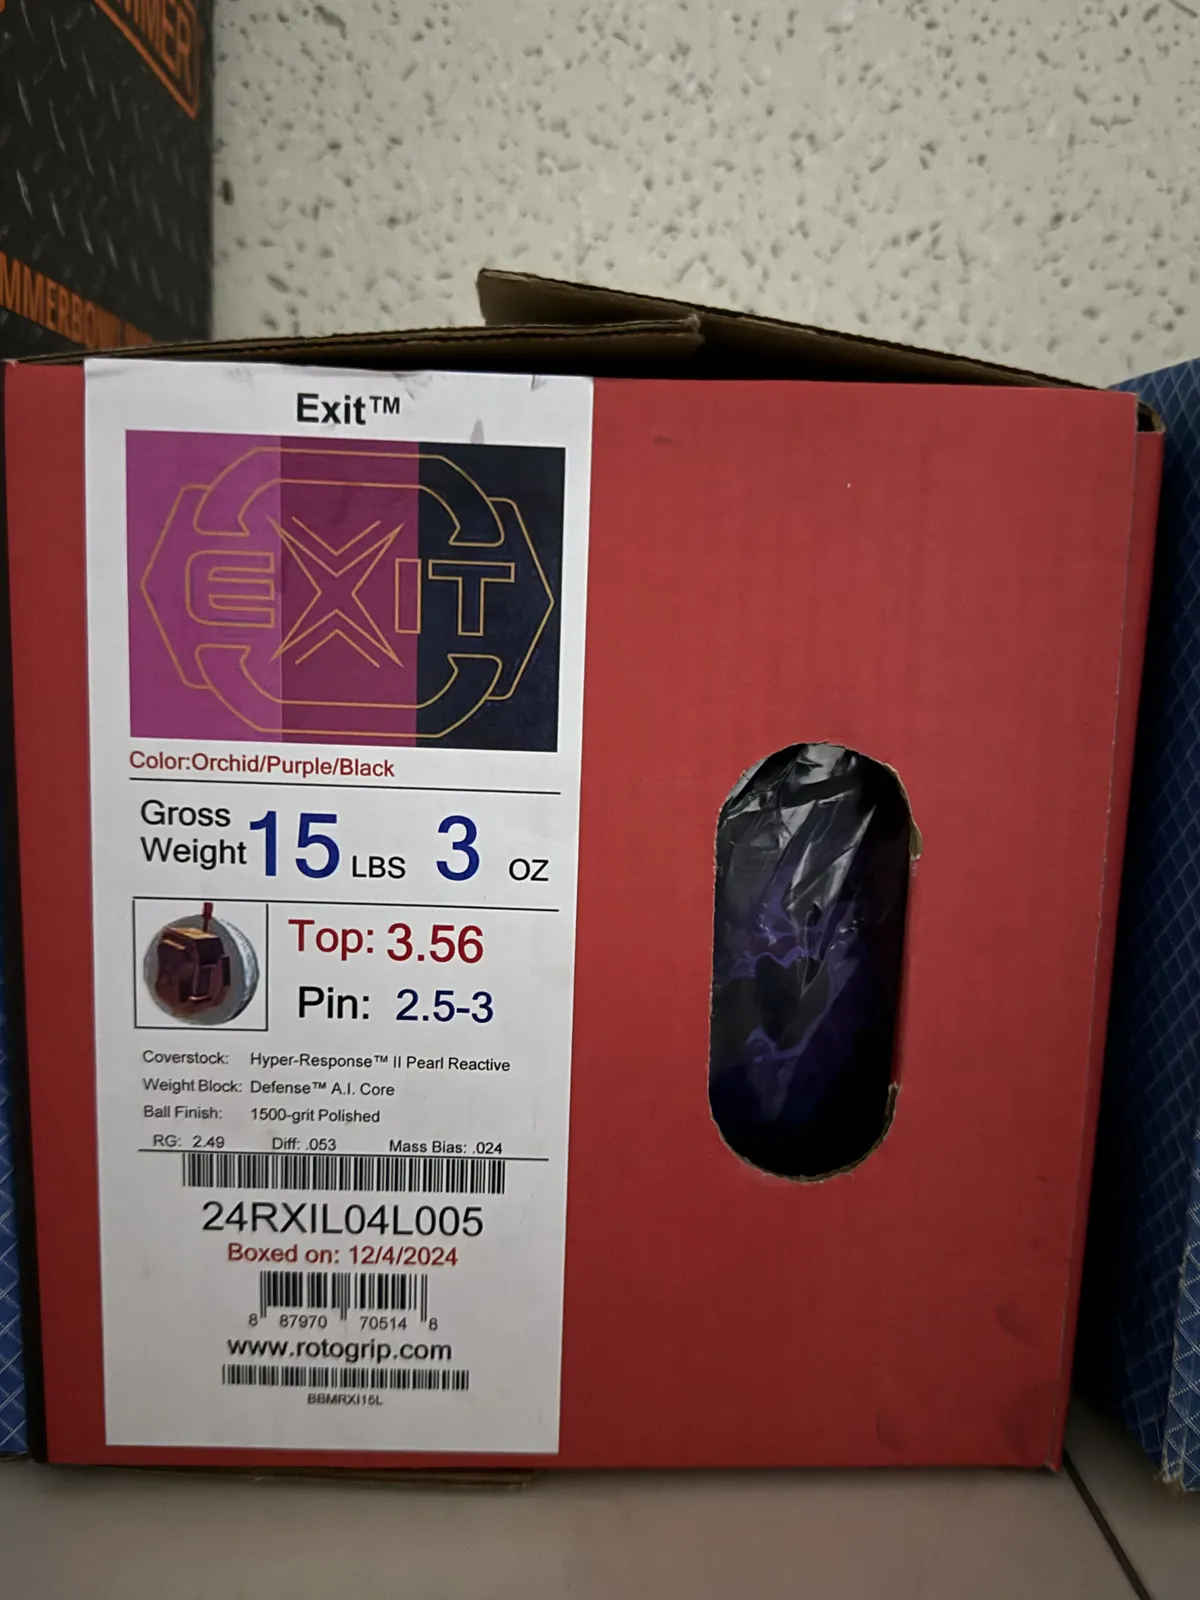 MMER
MMERBOW
Exit™
EXIT
Color:Orchid/Purple/Black
Gross
Weight 15 LBS 3 OZ
Top: 3.56
Pin: 2.5-3
Coverstock: Hyper-Response™ II Pearl Reactive
Weight Block: Defense™ A.I. Core
Ball Finish: 1500-grit Polished
RG: 2.49 Diff: .053 Mass Bias: .024
24RXIL04L005
Boxed on: 12/4/2024
8 87970 70514 8
www.rotogrip.com
BBMRXI15L